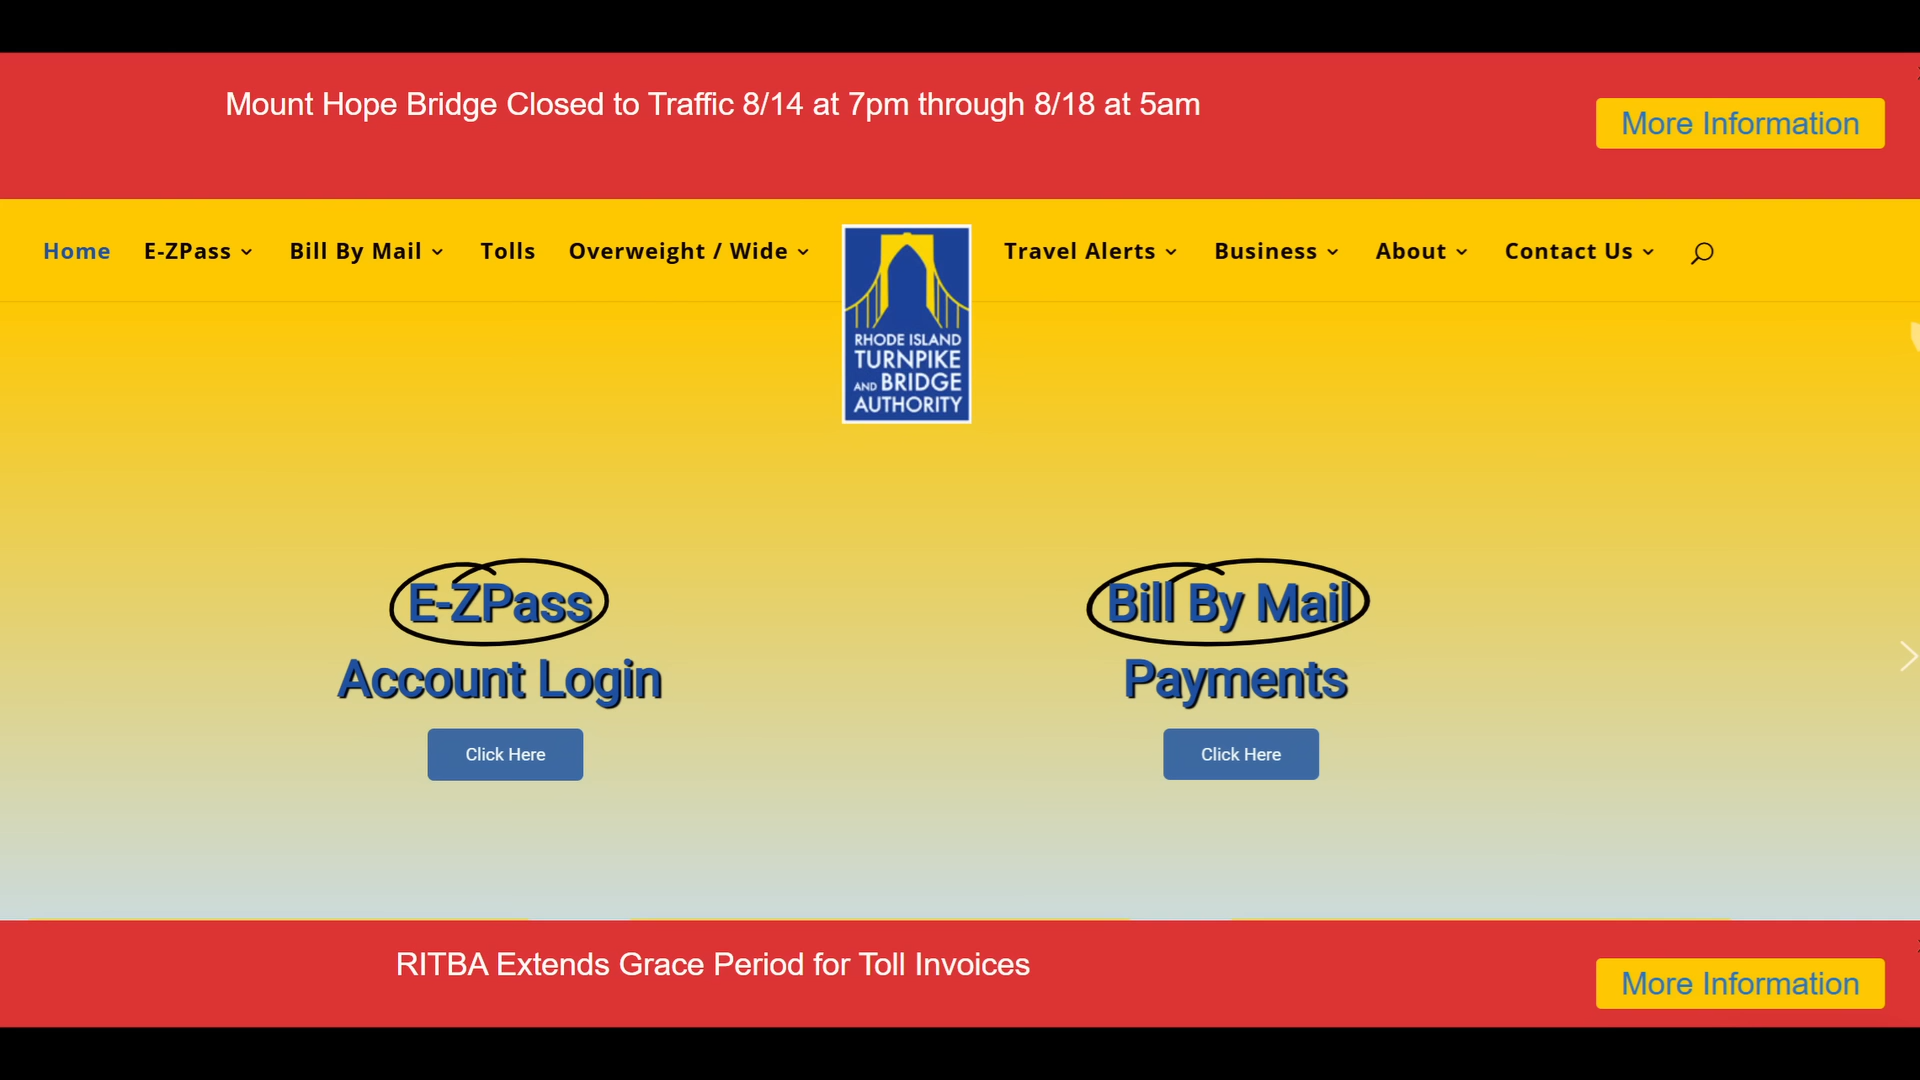 Mount Hope Bridge Closed to Traffic 8/14 at 7pm through 8/18 at 5am
More Information
Home E-ZPass Bill By Mail Tolls Overweight / Wide Travel Alerts Business About Contact Us
RHODE ISLAND
TURNPIKE
AND BRIDGE
AUTHORITY
E-ZPass
Account Login
Click Here
Bill By Mail
Payments
Click Here
RITBA Extends Grace Period for Toll Invoices
More Information